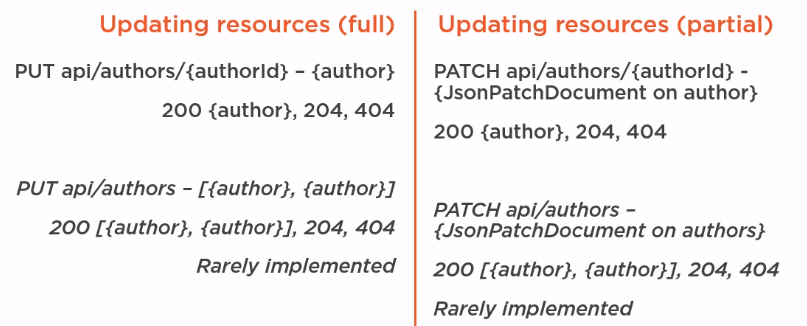 Updating resources (full)
PUT api/authors/{authorId} – {author}
200 {author}, 204, 404
PUT api/authors – [{author}, {author}]
200 [{author}, {author}], 204, 404
Rarely implemented
Updating resources (partial)
PATCH api/authors/{authorId} -
{JsonPatchDocument on author}
200 {author}, 204, 404
PATCH api/authors –
{JsonPatchDocument on authors}
200 [{author}, {author}], 204, 404
Rarely implemented